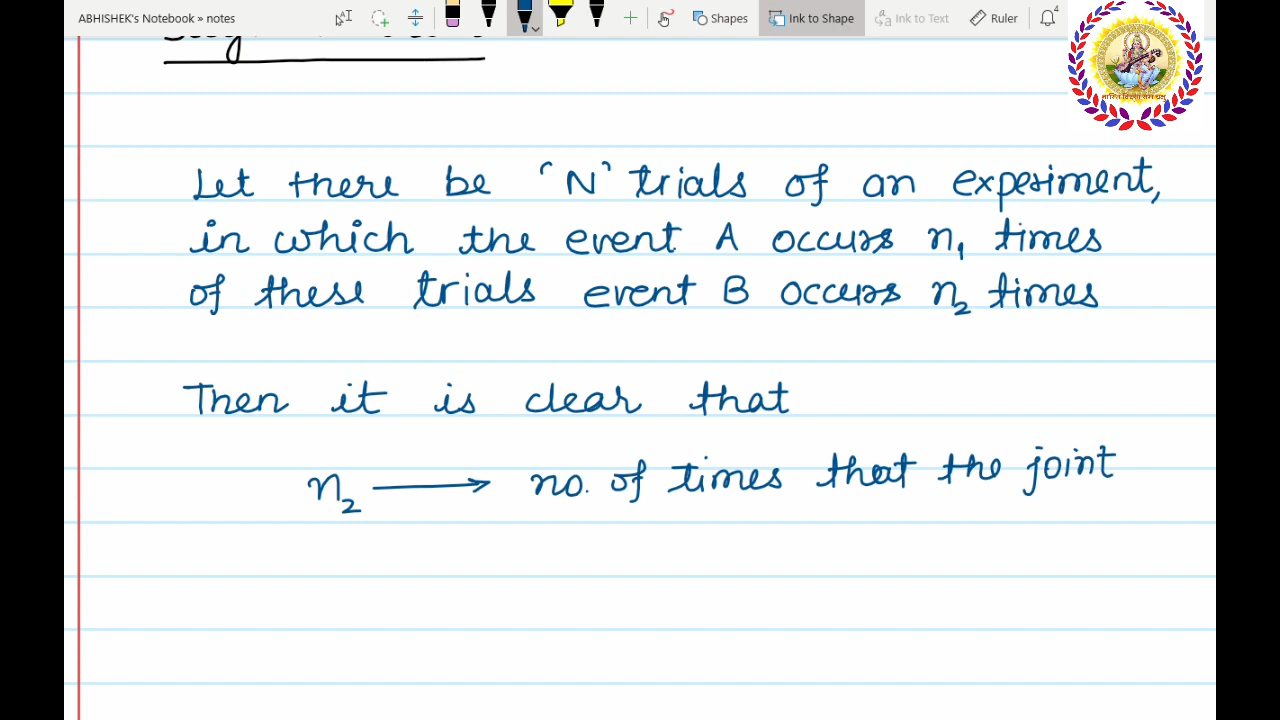 ABHISHEK's Notebook » notes
Shapes
Ink to Shape
Ink to Text
Ruler
Let there be 'N' trials of an experiment,
in which the event A occurs n₁ times
of these trials event B occurs n₂ times
Then it is clear that
n₂ ⟶ no. of times that the joint